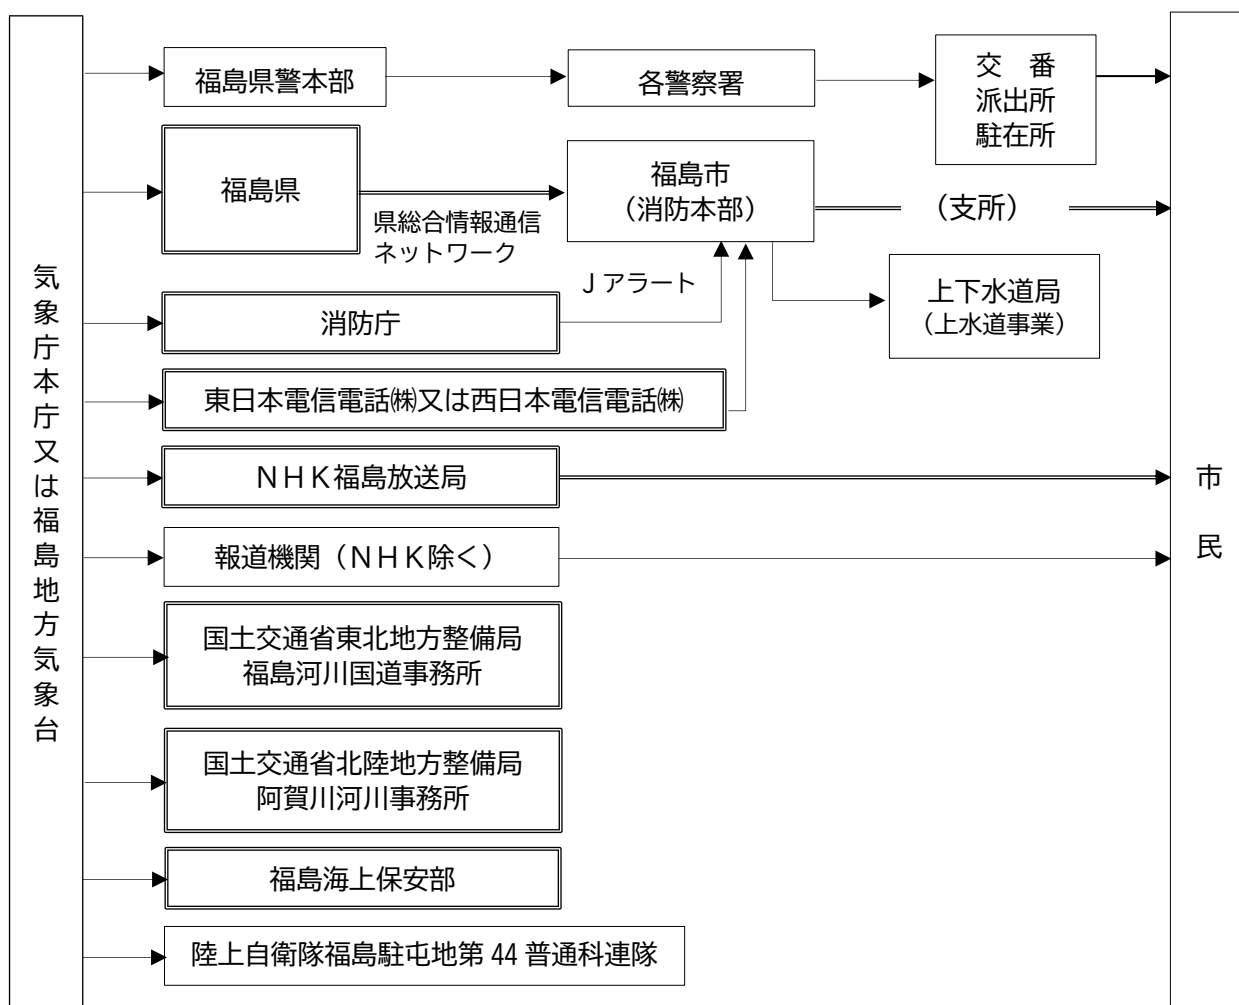 気象庁本庁又は福島地方気象台
福島県警本部
各警察署
交　番
派出所
駐在所
福島県
県総合情報通信
ネットワーク
福島市
（消防本部）
（支所）
Ｊアラート
消防庁
上下水道局
（上水道事業）
東日本電信電話㈱又は西日本電信電話㈱
ＮＨＫ福島放送局
報道機関（ＮＨＫ除く）
国土交通省東北地方整備局
福島河川国道事務所
国土交通省北陸地方整備局
阿賀川河川事務所
福島海上保安部
陸上自衛隊福島駐屯地第 44 普通科連隊
市民